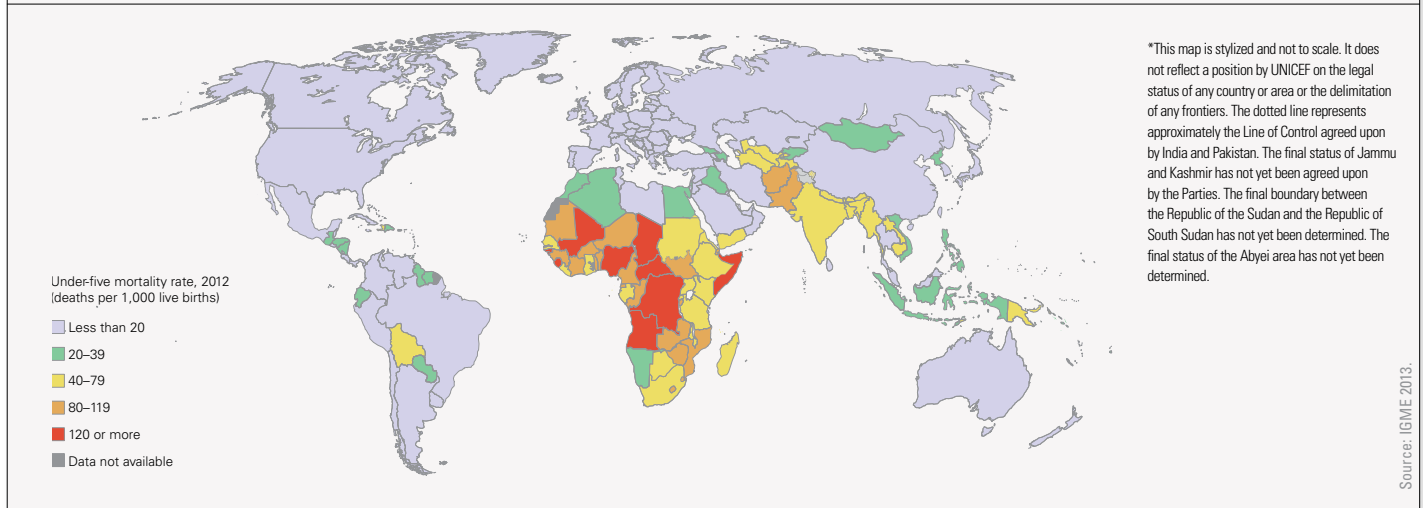 *This map is stylized and not to scale. It does
not reflect a position by UNICEF on the legal
status of any country or area or the delimitation
of any frontiers. The dotted line represents
approximately the Line of Control agreed upon
by India and Pakistan. The final status of Jammu
and Kashmir has not yet been agreed upon
by the Parties. The final boundary between
the Republic of the Sudan and the Republic of
South Sudan has not yet been determined. The
final status of the Abyei area has not yet been
determined.
Under-five mortality rate, 2012
(deaths per 1,000 live births)
Less than 20
20–39
40–79
80–119
120 or more
Data not available
Source: IGME 2013.